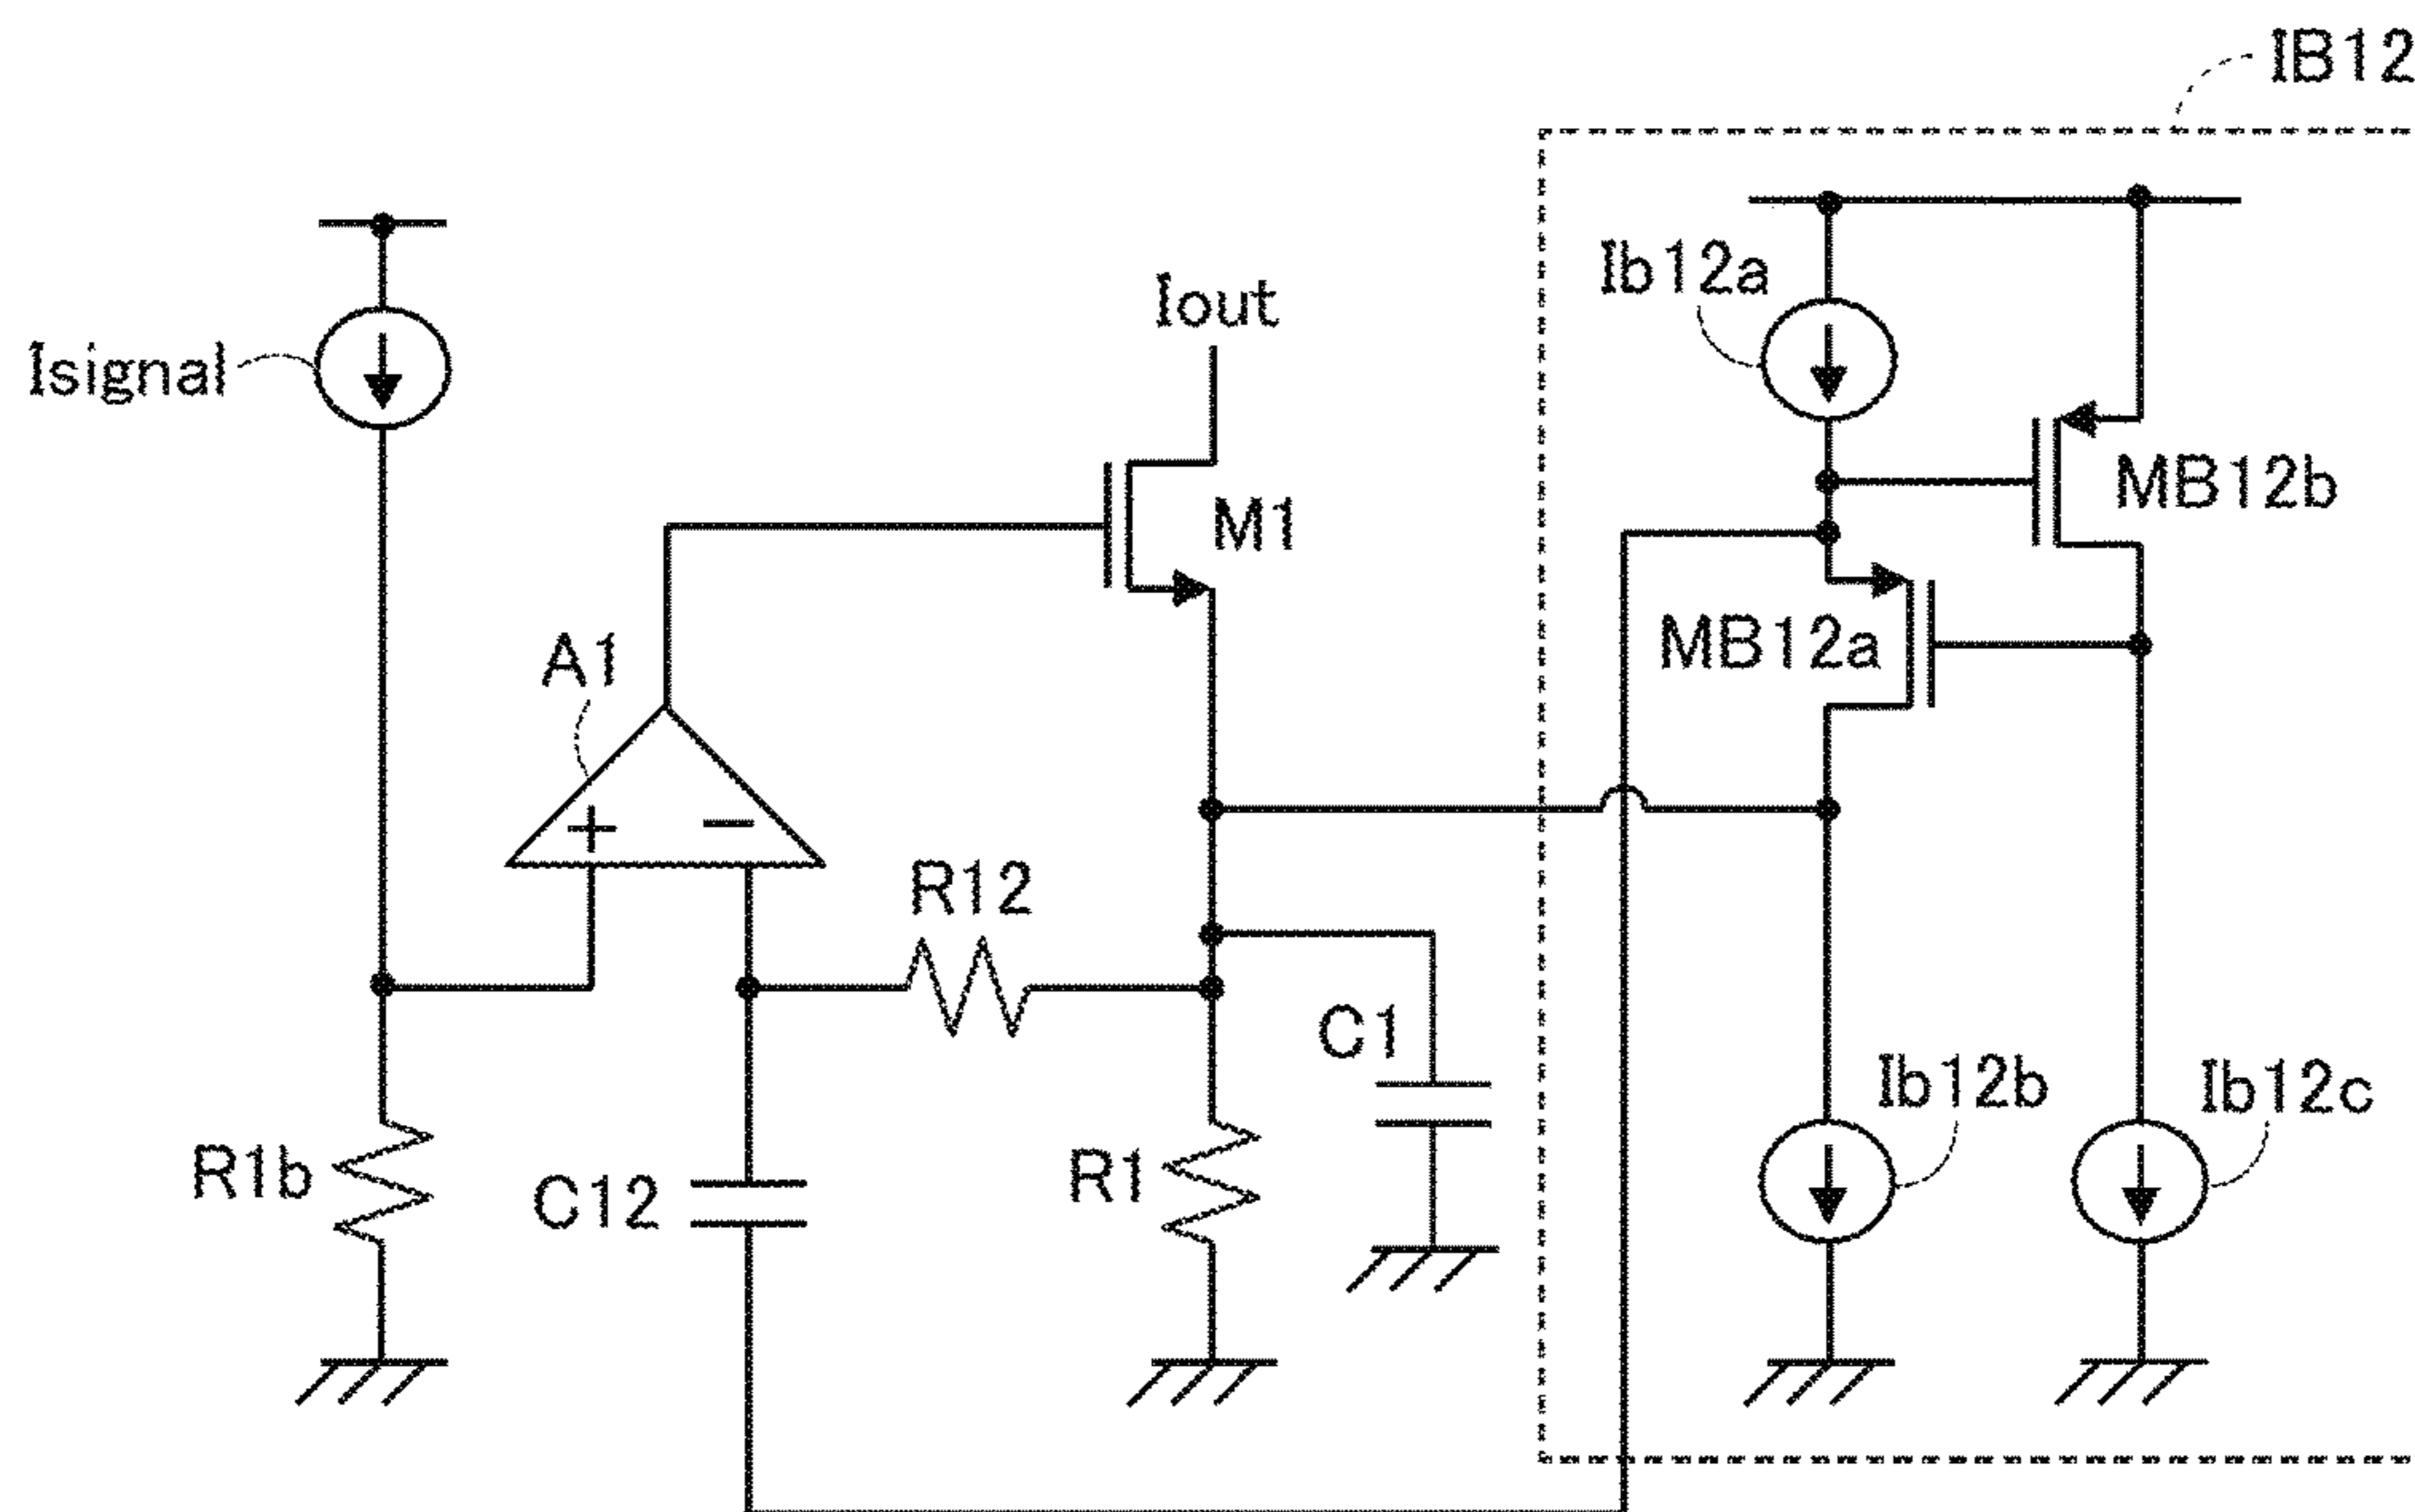 IB12
Ib12a
Iout
Isignal
MB12b
M1
MB12a
A1
+
−
R12
C1
Ib12b
Ib12c
R1b
C12
R1